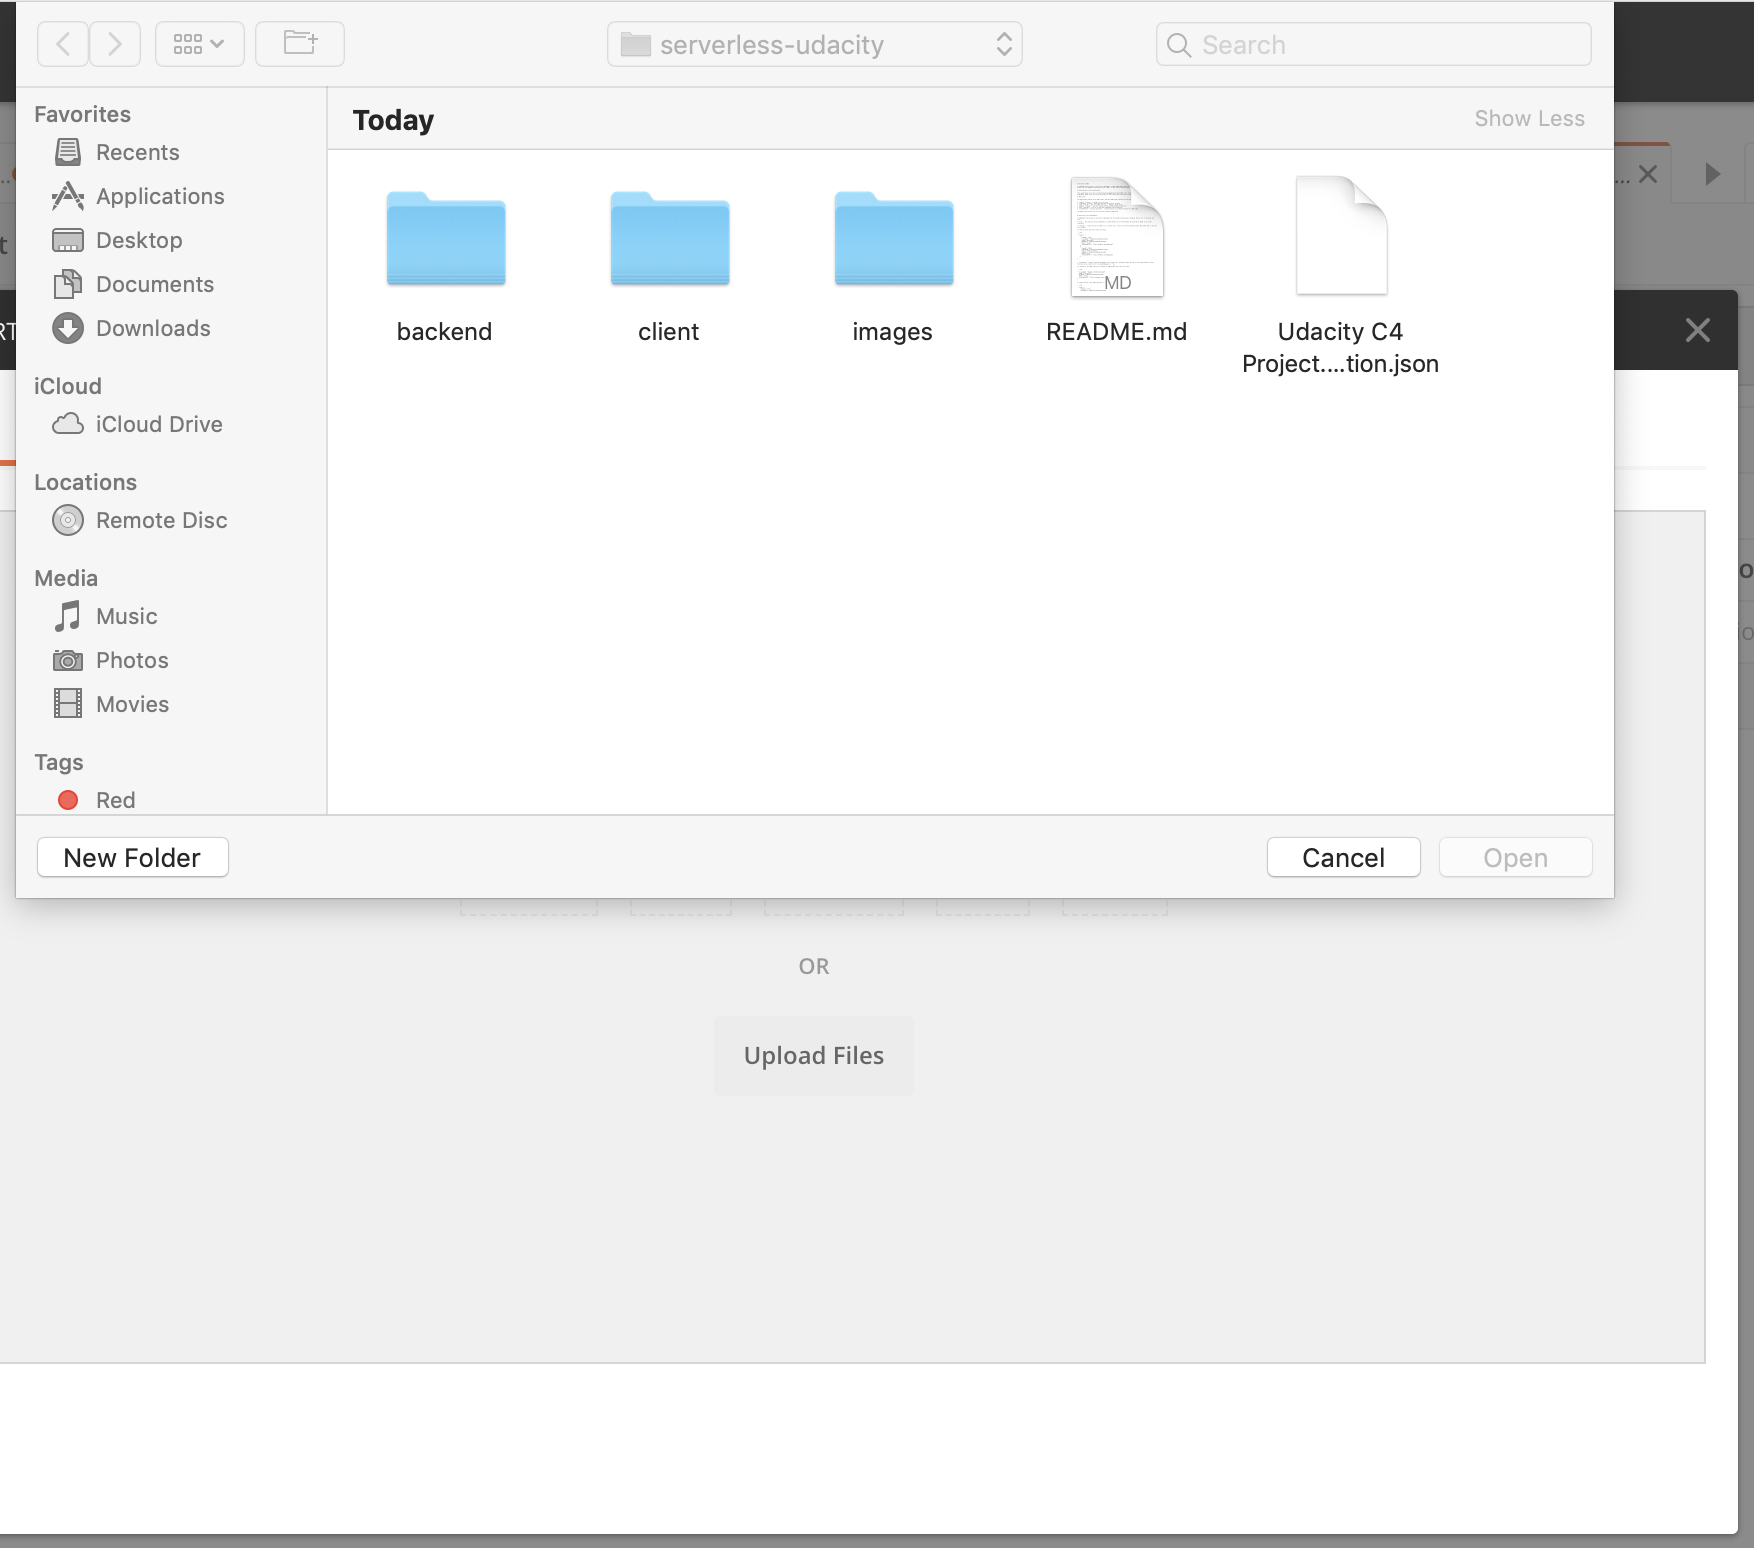 serverless-udacity
Search
Favorites
Recents
Applications
Desktop
Documents
Downloads
iCloud
iCloud Drive
Locations
Remote Disc
Media
Music
Photos
Movies
Tags
Red
Today
Show Less
backend
client
images
MD
README.md
Udacity C4
Project....tion.json
New Folder
Cancel
Open
OR
Upload Files